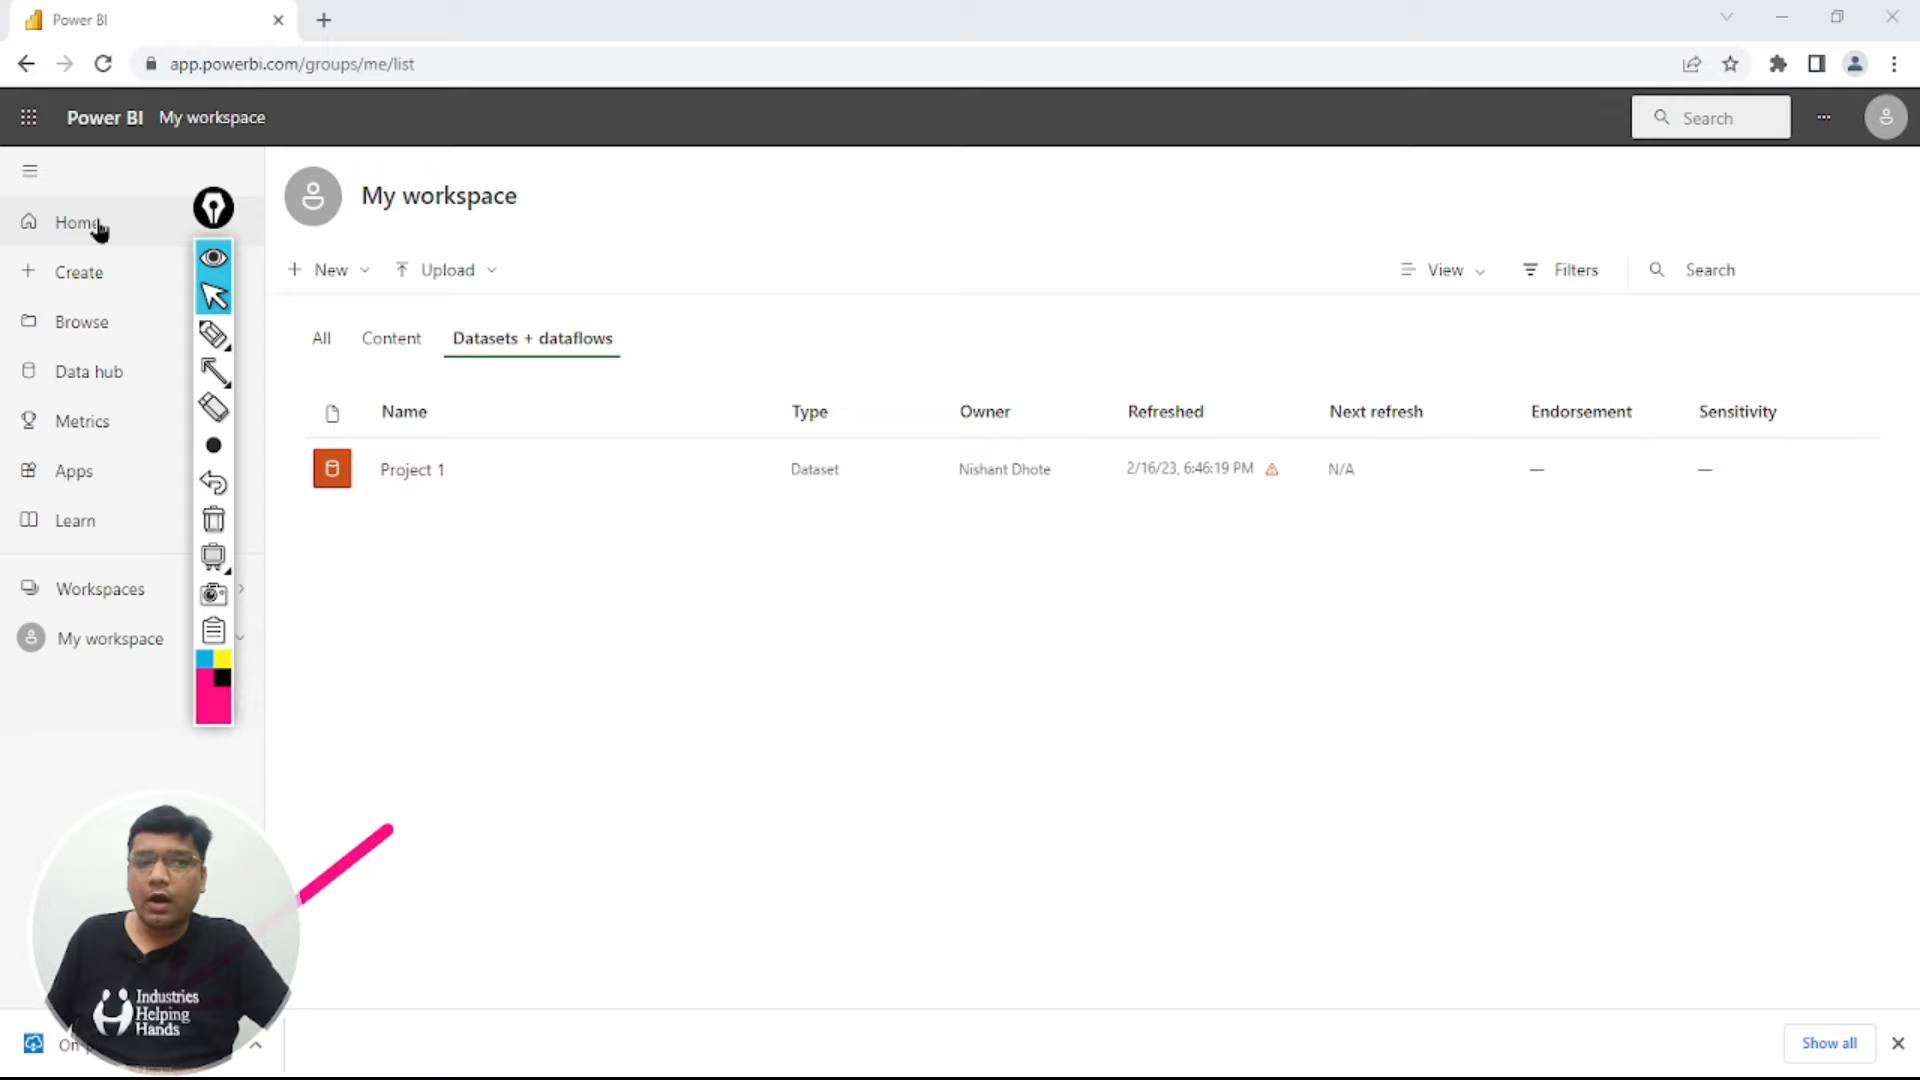 Power BI
app.powerbi.com/groups/me/list
Power BI My workspace
Search
Home
Create
Browse
Data hub
Metrics
Apps
Learn
Workspaces
My workspace
My workspace
New
Upload
View
Filters
Search
All
Content
Datasets + dataflows
Name Type Owner Refreshed Next refresh Endorsement Sensitivity
Project 1 Dataset Nishant Dhote 2/16/23, 6:46:19 PM N/A — —
Industries
Helping
Hands
On
Show all